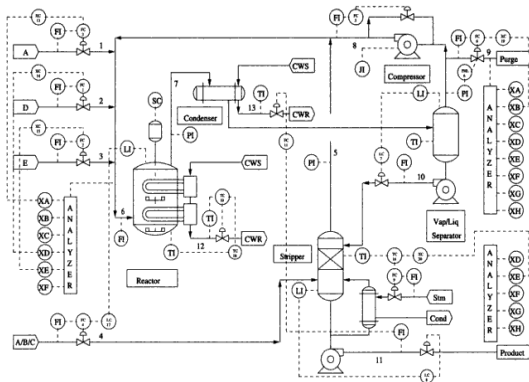 FI
8
FI
A
1
JI
Compressor
FI
9
PI
Purge
7
CWS
LI
XA
XB
XC
XD
XE
XF
XG
XH
ANALYZER
FI
D
2
SC
TI
13
CWR
Condenser
PI
TI
FI
E
3
LI
5
PI
FI
10
CWS
Vap/Liq
Separator
XA
XB
XC
XD
XE
XF
ANALYZER
6
FI
TI
12
CWR
TI
Reactor
Stripper
TI
XD
XE
XF
XG
XH
ANALYZER
LI
FI
Stm
Cond
FI
A/B/C
4
FI
11
Product